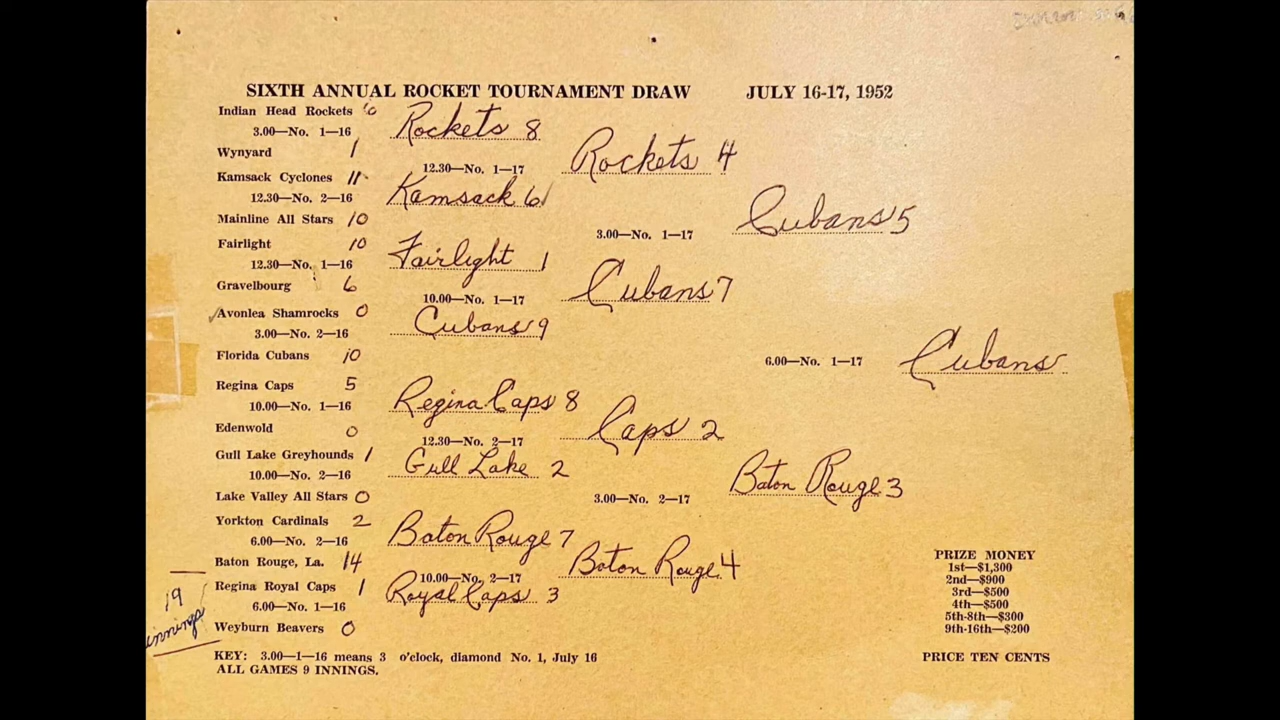 SIXTH ANNUAL ROCKET TOURNAMENT DRAW JULY 16-17, 1952
Indian Head Rockets
3.00—No. 1—16 Rockets 8
Wynyard 1
12.30—No. 1—17 Rockets 4
Kamsack Cyclones 11
12.30—No. 2—16 Kamsack 6
Mainline All Stars 10
3.00—No. 1—17 Cubans 5
Fairlight 10
12.30—No. 1—16 Fairlight 1
Gravelbourg 6
10.00—No. 1—17 Cubans 7
Avonlea Shamrocks 0
3.00—No. 2—16 Cubans 9
Florida Cubans 10
6.00—No. 1—17 Cubans
Regina Caps 5
10.00—No. 1—16 Regina Caps 8
Edenwold 0
12.30—No. 2—17 Caps 2
Gull Lake Greyhounds 1
10.00—No. 2—16 Gull Lake 2
Lake Valley All Stars 0
3.00—No. 2—17 Baton Rouge 3
Yorkton Cardinals 2
6.00—No. 2—16 Baton Rouge 7
Baton Rouge, La. 14
10.00—No. 2—17 Baton Rouge 4
Regina Royal Caps 1
6.00—No. 1—16 Royal Caps 3
Weyburn Beavers 0
19
innings
PRIZE MONEY
1st—$1,300
2nd—$900
3rd—$500
4th—$500
5th-8th—$300
9th-16th—$200
KEY: 3.00—1—16 means 3 o'clock, diamond No. 1, July 16
ALL GAMES 9 INNINGS.
PRICE TEN CENTS